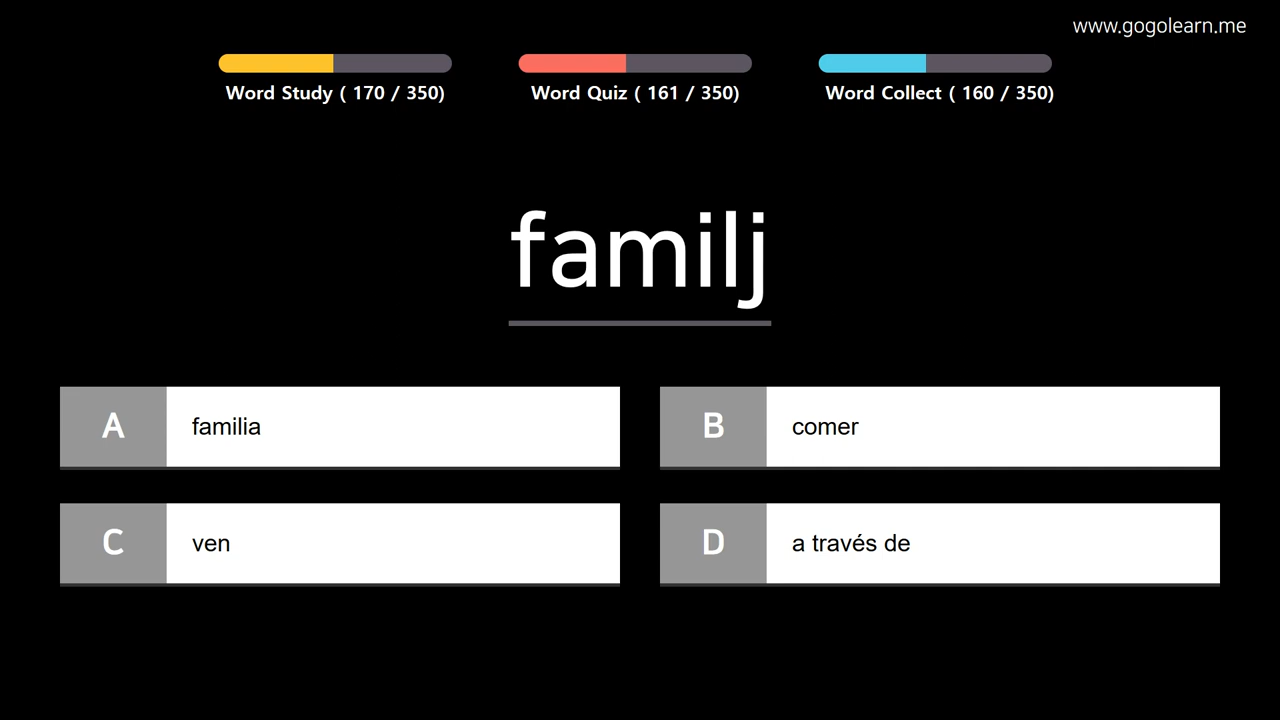 www.gogolearn.me
Word Study ( 170 / 350)
Word Quiz ( 161 / 350)
Word Collect ( 160 / 350)
familj
A familia
B comer
C ven
D a través de